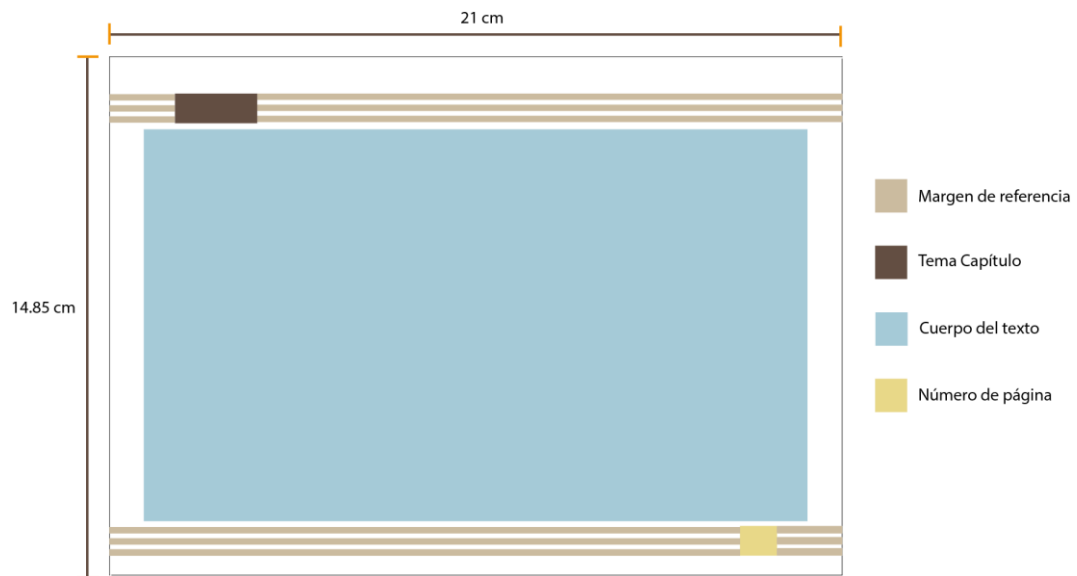 21 cm
14.85 cm
Margen de referencia
Tema Capítulo
Cuerpo del texto
Número de página